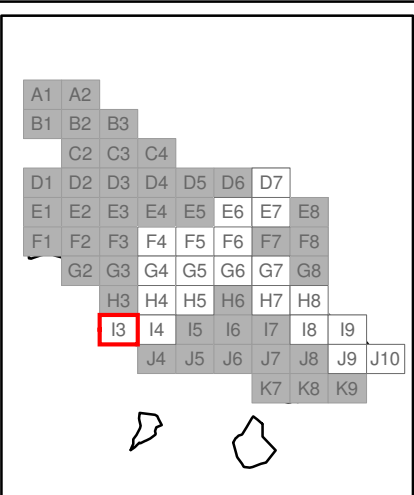 A1 A2
B1 B2 B3
C2 C3 C4
D1 D2 D3 D4 D5 D6 D7
E1 E2 E3 E4 E5 E6 E7 E8
F1 F2 F3 F4 F5 F6 F7 F8
G2 G3 G4 G5 G6 G7 G8
H3 H4 H5 H6 H7 H8
I3 I4 I5 I6 I7 I8 I9
J4 J5 J6 J7 J8 J9 J10
K7 K8 K9